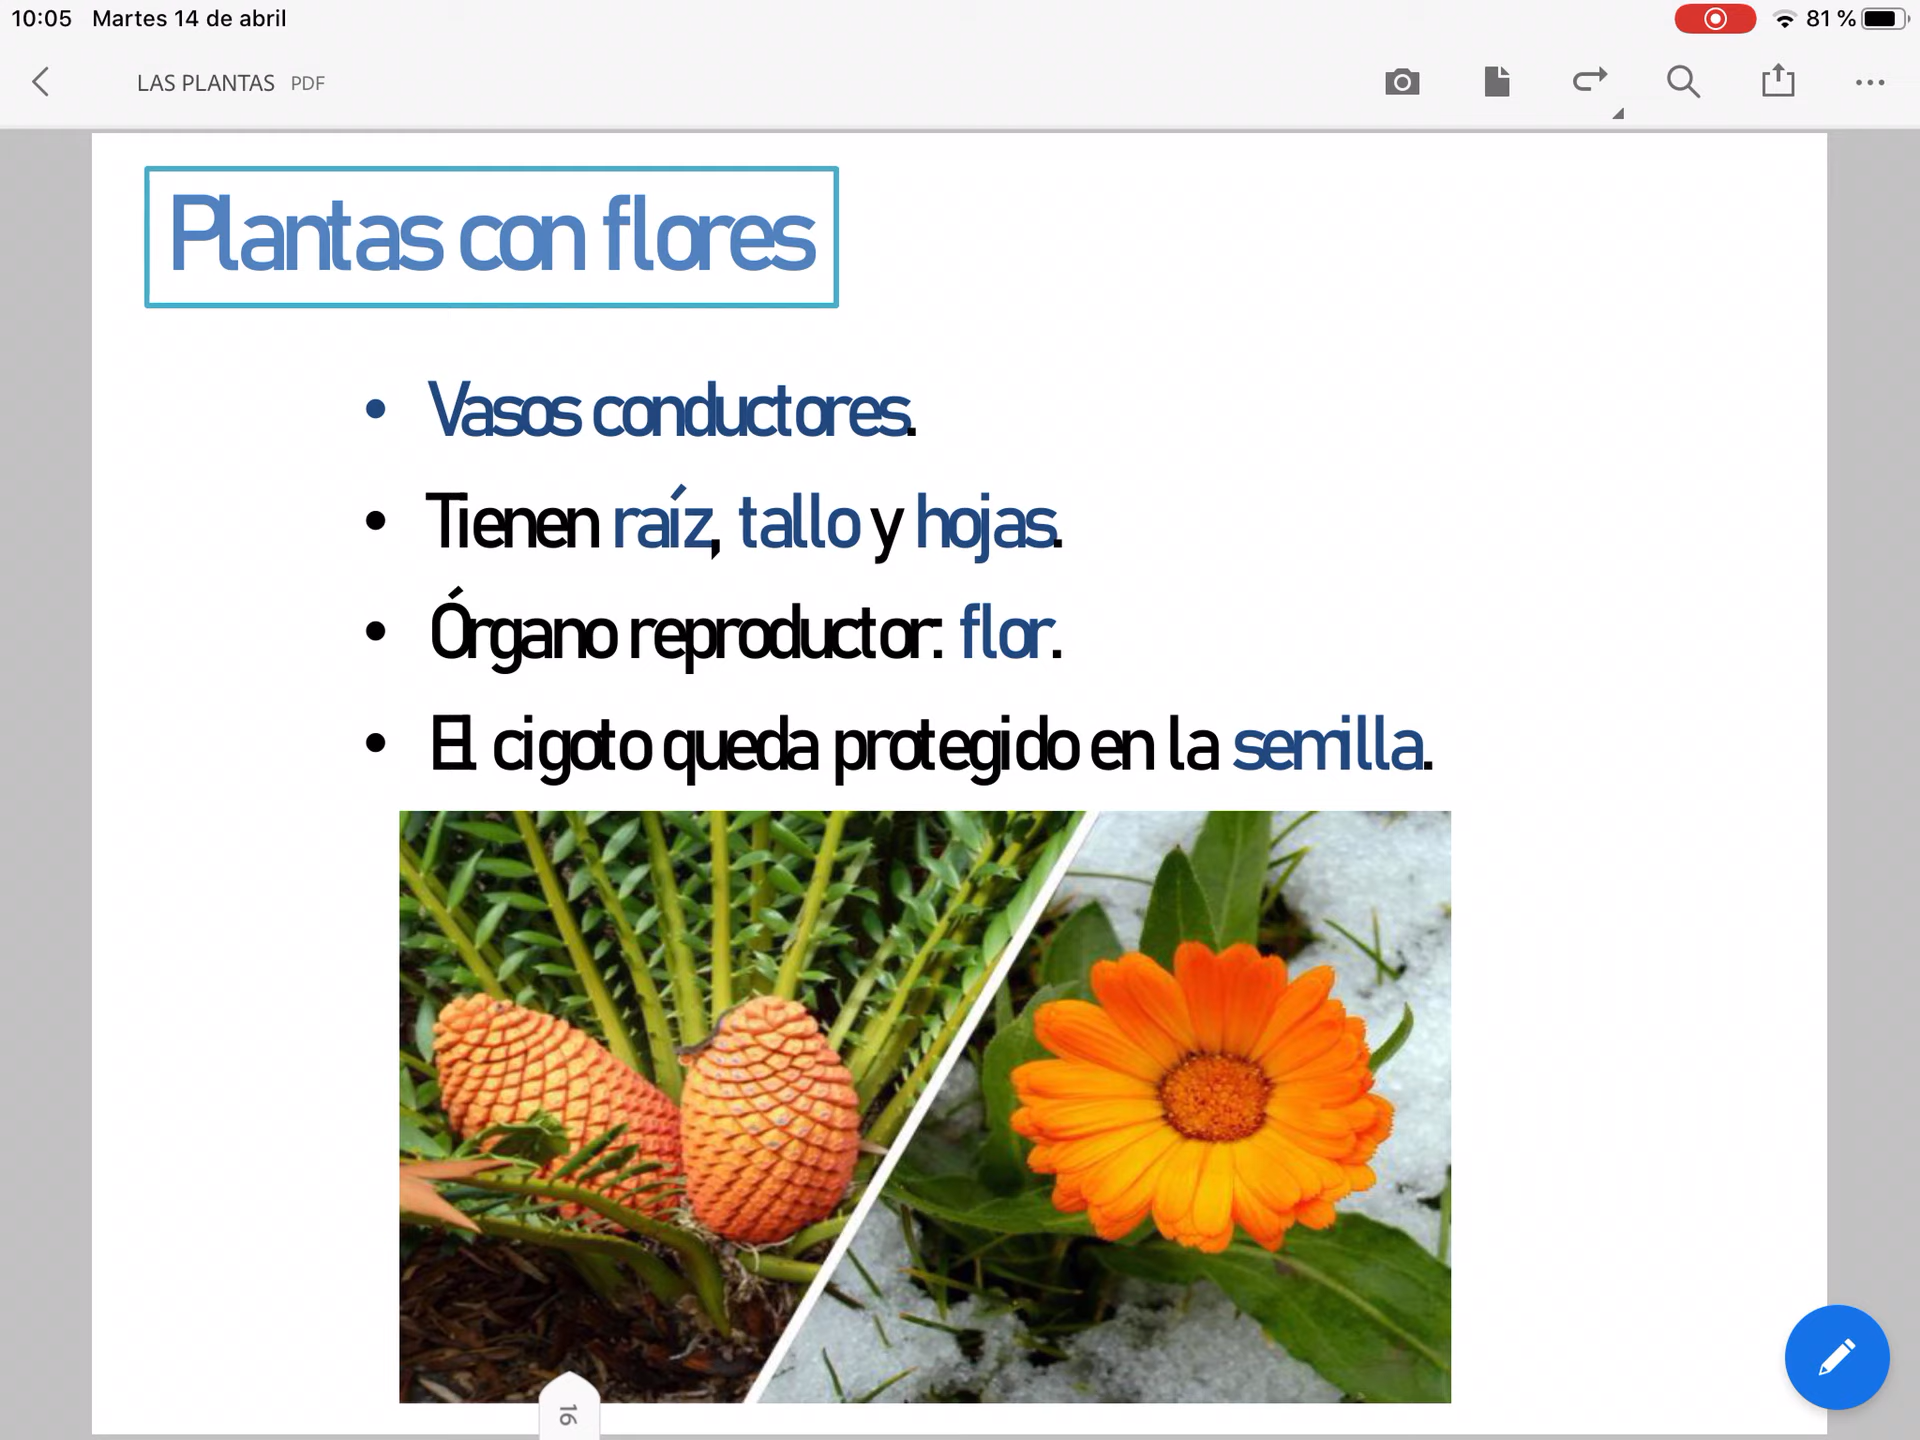 10:05 Martes 14 de abril 81 %
LAS PLANTAS PDF
Plantas con flores
• Vasos conductores.
• Tienen raíz, tallo y hojas.
• Órgano reproductor: flor.
• El cigoto queda protegido en la semilla.
16